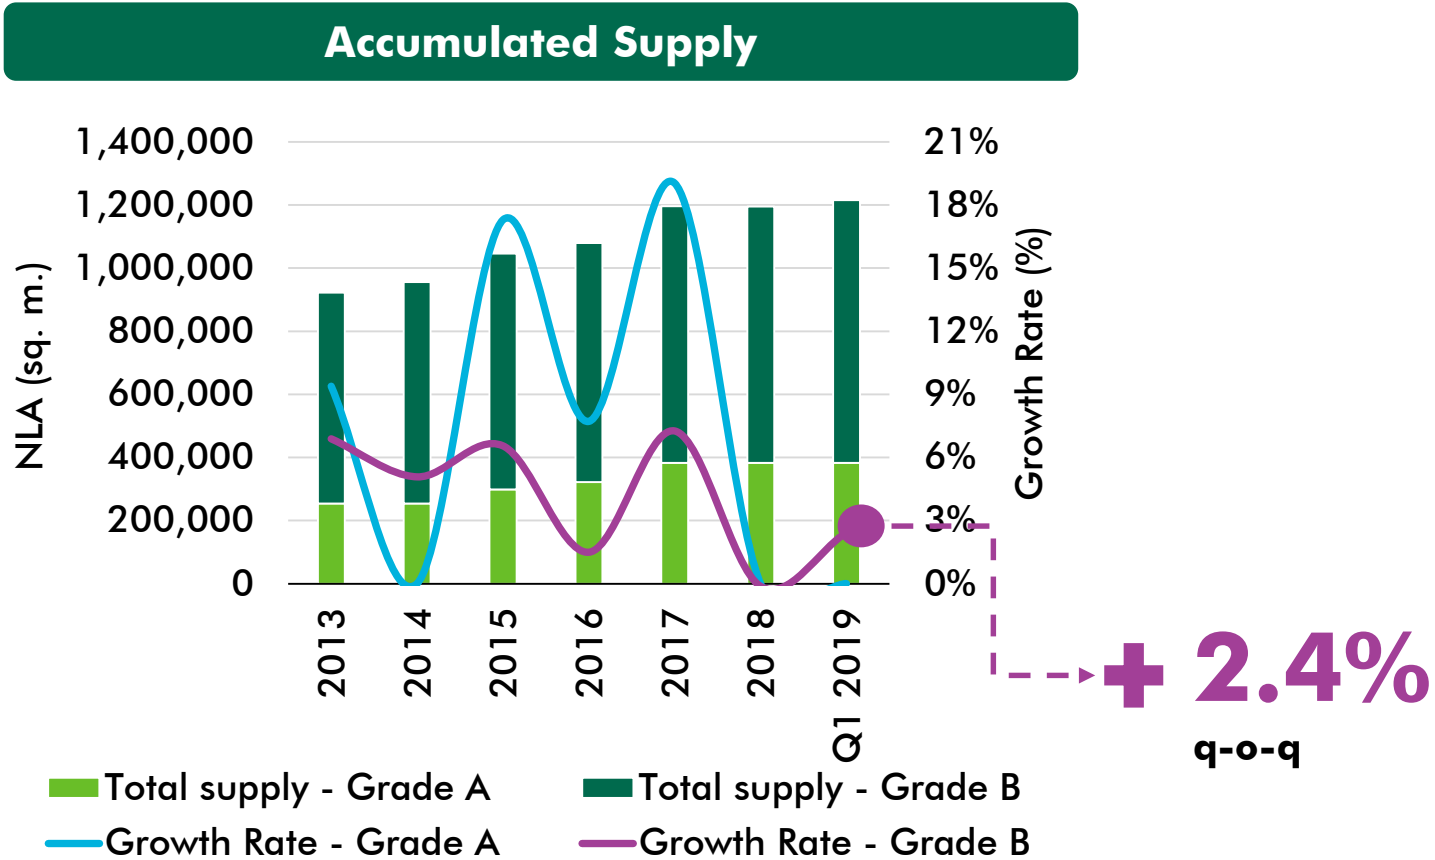 Accumulated Supply
1,400,000
1,200,000
1,000,000
800,000
600,000
400,000
200,000
0
NLA (sq. m.)
21%
18%
15%
12%
9%
6%
3%
0%
Growth Rate (%)
2013
2014
2015
2016
2017
2018
Q1 2019
+ 2.4%
q-o-q
Total supply - Grade A
Total supply - Grade B
Growth Rate - Grade A
Growth Rate - Grade B